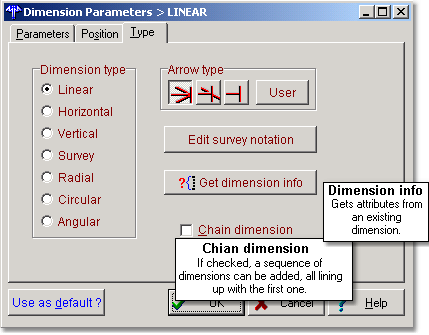 Dimension Parameters > LINEAR
Parameters
Position
Type
Dimension type
Linear
Horizontal
Vertical
Survey
Radial
Circular
Angular
Arrow type
User
Edit survey notation
?{ Get dimension info
Chain dimension
Dimension info
Gets attributes from
an existing
dimension.
Chian dimension
If checked, a sequence of
dimensions can be added, all lining
up with the first one.
Use as default ?
OK
Cancel
? Help